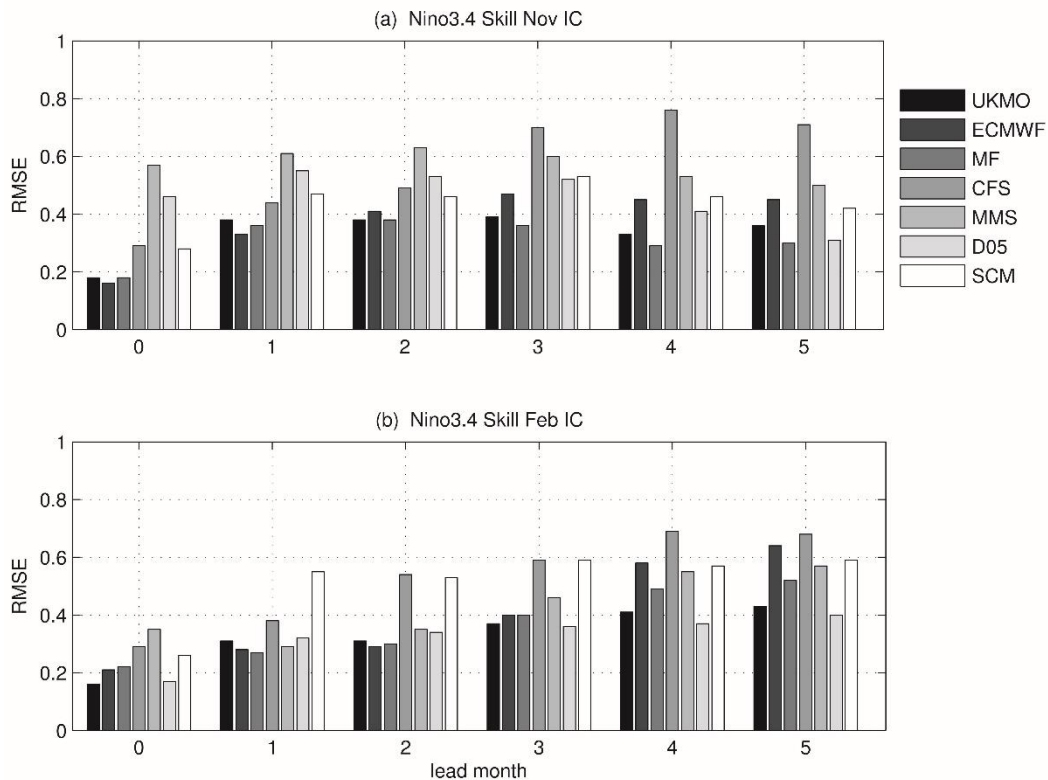 (a) Nino3.4 Skill Nov IC
1
0.8
0.6
0.4
0.2
0
RMSE
0 1 2 3 4 5
UKMO
ECMWF
MF
CFS
MMS
D05
SCM
(b) Nino3.4 Skill Feb IC
1
0.8
0.6
0.4
0.2
0
RMSE
0 1 2 3 4 5
lead month